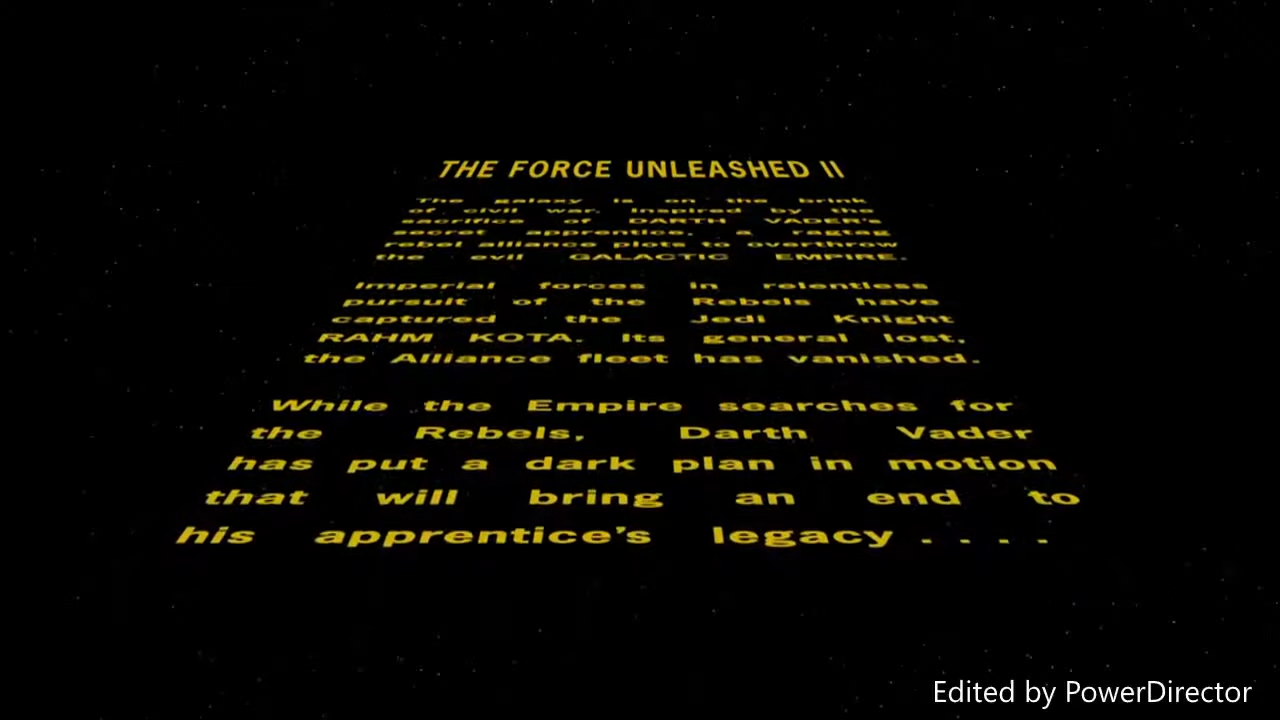 THE FORCE UNLEASHED II
The galaxy is on the brink
of civil war. Inspired by the
sacrifice of DARTH VADER's
secret apprentice, a ragtag
rebel alliance plots to overthrow
the evil GALACTIC EMPIRE.
Imperial forces in relentless
pursuit of the Rebels have
captured the Jedi Knight
RAHM KOTA. Its general lost,
the Alliance fleet has vanished.
While the Empire searches for
the Rebels, Darth Vader
has put a dark plan in motion
that will bring an end to
his apprentice's legacy . . . .
Edited by PowerDirector